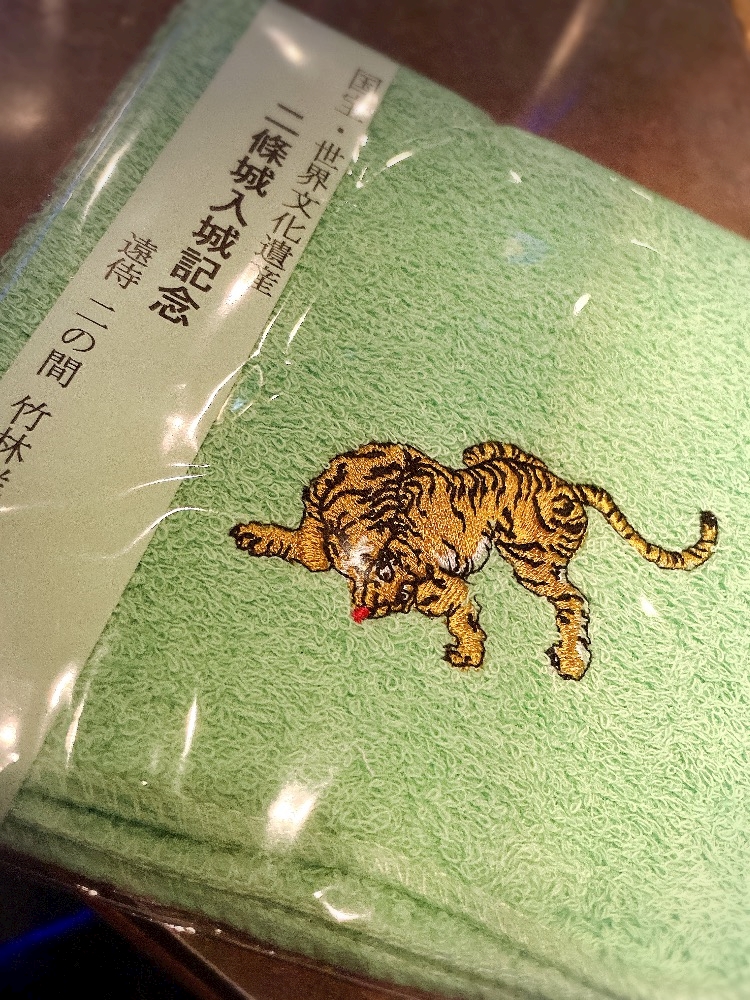 国宝・世界文化遺産
二條城入城記念
遠侍 二の間 竹林